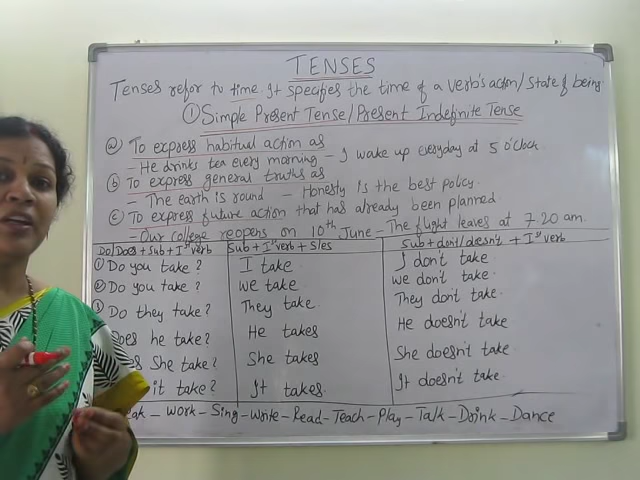 TENSES
Tenses refer to time. It specifies the time of a verb's action/state of being
① Simple Present Tense/Present Indefinite Tense
ⓐ To express habitual action as
- He drinks tea every morning - I wake up everyday at 5 o'clock
ⓑ To express general truths as
- The earth is round - Honesty is the best policy.
ⓒ To express future action that has already been planned
- Our college reopens on 10th June - The flight leaves at 7.20 am.
Do/Does + Sub + Ist verb Sub + Ist verb + S/es Sub + don't/doesn't + Ist verb
① Do you take? I take I don't take
② Do you take? We take We don't take
③ Do they take? They take They don't take
Does he take? He takes He doesn't take
She take? She takes She doesn't take
it take? It takes It doesn't take
- Work - Sing - Write - Read - Teach - Play - Talk - Drink - Dance